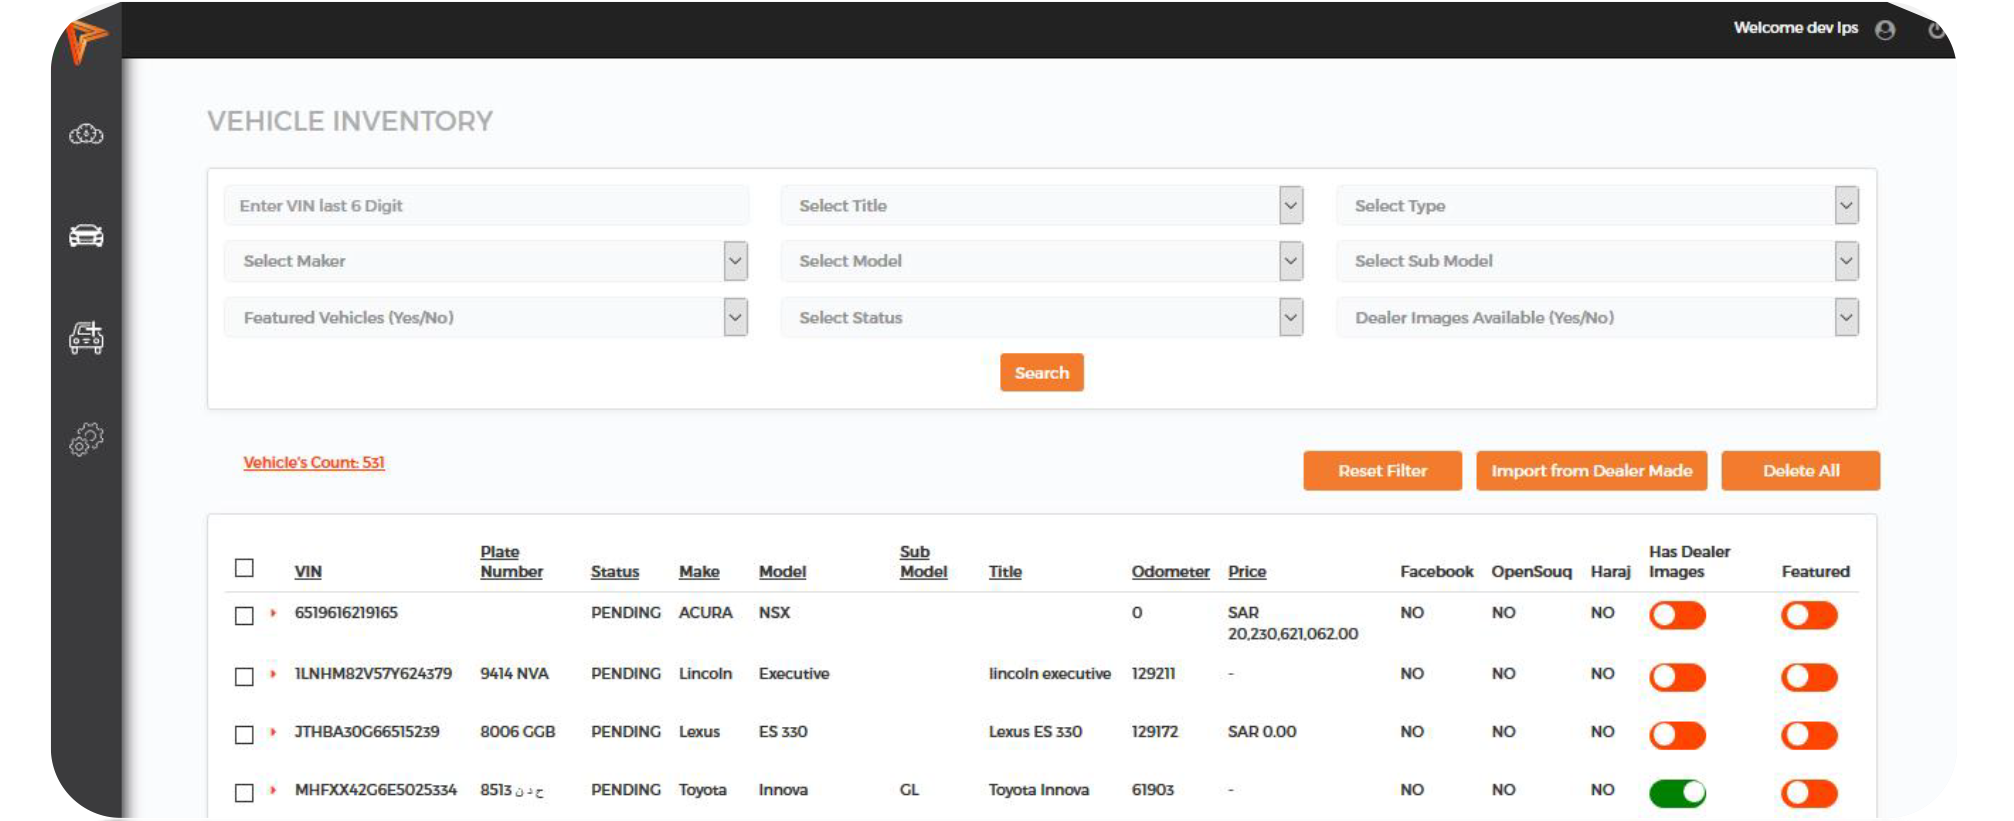 Welcome dev lps
VEHICLE INVENTORY
Enter VIN last 6 Digit Select Title Select Type
Select Maker Select Model Select Sub Model
Featured Vehicles (Yes/No) Select Status Dealer Images Available (Yes/No)
Search
Vehicle's Count: 531 Reset Filter Import from Dealer Made Delete All
VIN Plate Number Status Make Model Sub Model Title Odometer Price Facebook OpenSouq Haraj Has Dealer Images Featured
6519616219165 PENDING ACURA NSX 0 SAR 20,230,621,062.00 NO NO NO
1LNHM82V57Y624379 9414 NVA PENDING Lincoln Executive lincoln executive 129211 - NO NO NO
JTHBA30G66515239 8006 GGB PENDING Lexus ES 330 Lexus ES 330 129172 SAR 0.00 NO NO NO
MHFXX42G6E5025334 8513 ح د ن PENDING Toyota Innova GL Toyota Innova 61903 - NO NO NO